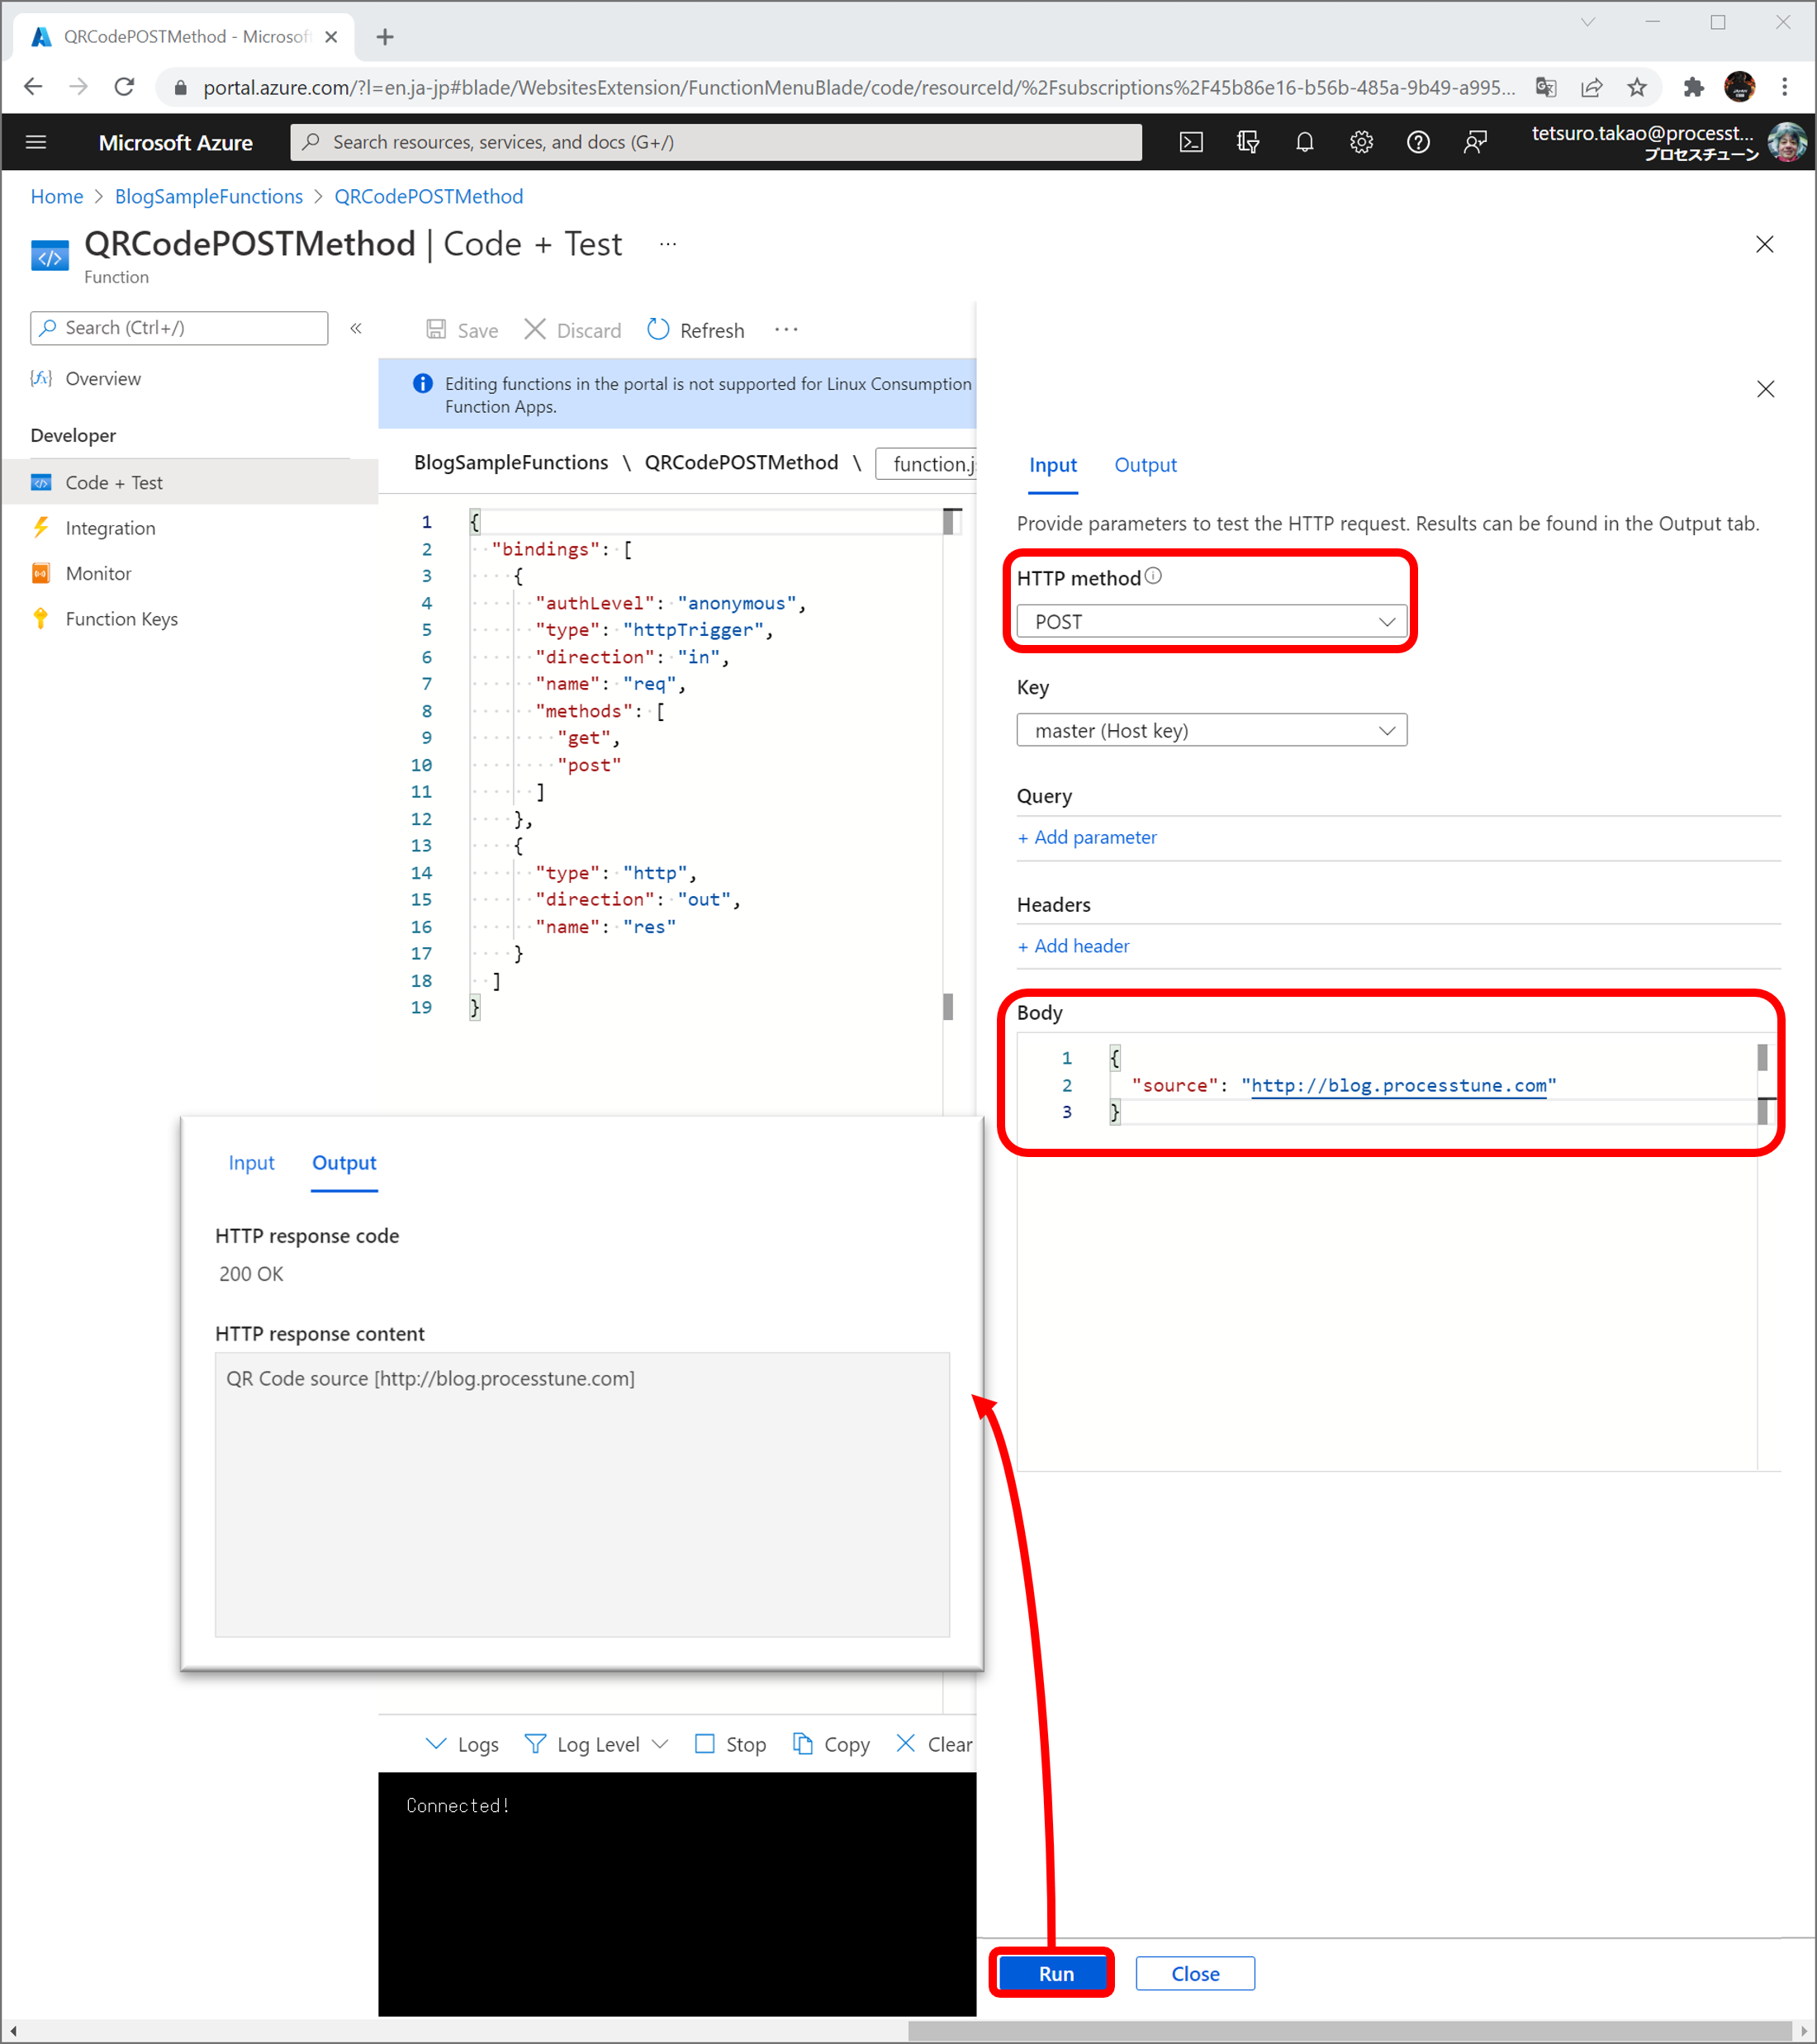 QRCodePOSTMethod - Microsof
portal.azure.com/?l=en.ja-jp#blade/WebsitesExtension/FunctionMenuBlade/code/resourceId/%2Fsubscriptions%2F45b86e16-b56b-485a-9b49-a995...
Microsoft Azure
Search resources, services, and docs (G+/)
tetsuro.takao@processt...
プロセスチューン
Home > BlogSampleFunctions > QRCodePOSTMethod
QRCodePOSTMethod | Code + Test ...
Function
Search (Ctrl+/)
«
Overview
Developer
Code + Test
Integration
Monitor
Function Keys
Save Discard Refresh ...
Editing functions in the portal is not supported for Linux Consumption
Function Apps.
BlogSampleFunctions \ QRCodePOSTMethod \ function.js
1 {
2 "bindings": [
3 {
4 "authLevel": "anonymous",
5 "type": "httpTrigger",
6 "direction": "in",
7 "name": "req",
8 "methods": [
9 "get",
10 "post"
11 ]
12 },
13 {
14 "type": "http",
15 "direction": "out",
16 "name": "res"
17 }
18 ]
19 }
Input Output
Provide parameters to test the HTTP request. Results can be found in the Output tab.
HTTP method
POST
Key
master (Host key)
Query
+ Add parameter
Headers
+ Add header
Body
1 {
2 "source": "http://blog.processtune.com"
3 }
Input Output
HTTP response code
200 OK
HTTP response content
QR Code source [http://blog.processtune.com]
Logs Log Level Stop Copy Clear
Connected!
Run Close